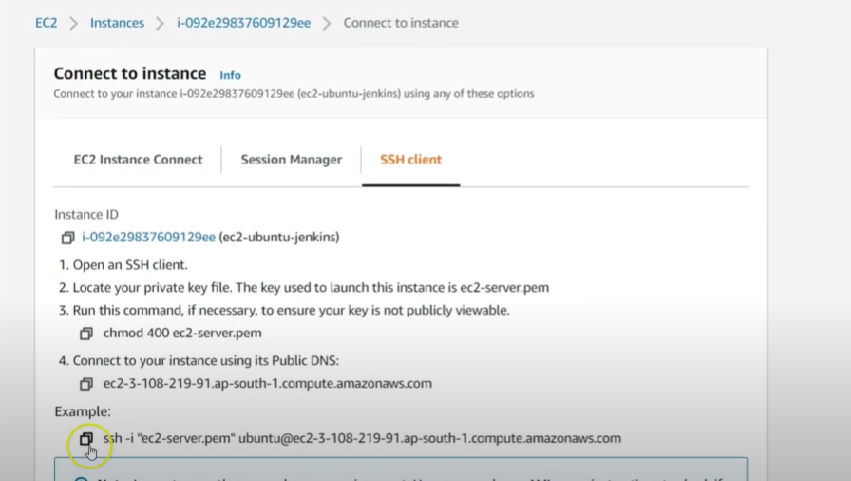 EC2 > Instances > i-092e29837609129ee > Connect to instance
Connect to instance Info
Connect to your instance i-092e29837609129ee (ec2-ubuntu-jenkins) using any of these options
EC2 Instance Connect
Session Manager
SSH client
Instance ID
i-092e29837609129ee (ec2-ubuntu-jenkins)
1. Open an SSH client.
2. Locate your private key file. The key used to launch this instance is ec2-server.pem
3. Run this command, if necessary, to ensure your key is not publicly viewable.
chmod 400 ec2-server.pem
4. Connect to your instance using its Public DNS:
ec2-3-108-219-91.ap-south-1.compute.amazonaws.com
Example:
ssh -i "ec2-server.pem" ubuntu@ec2-3-108-219-91.ap-south-1.compute.amazonaws.com